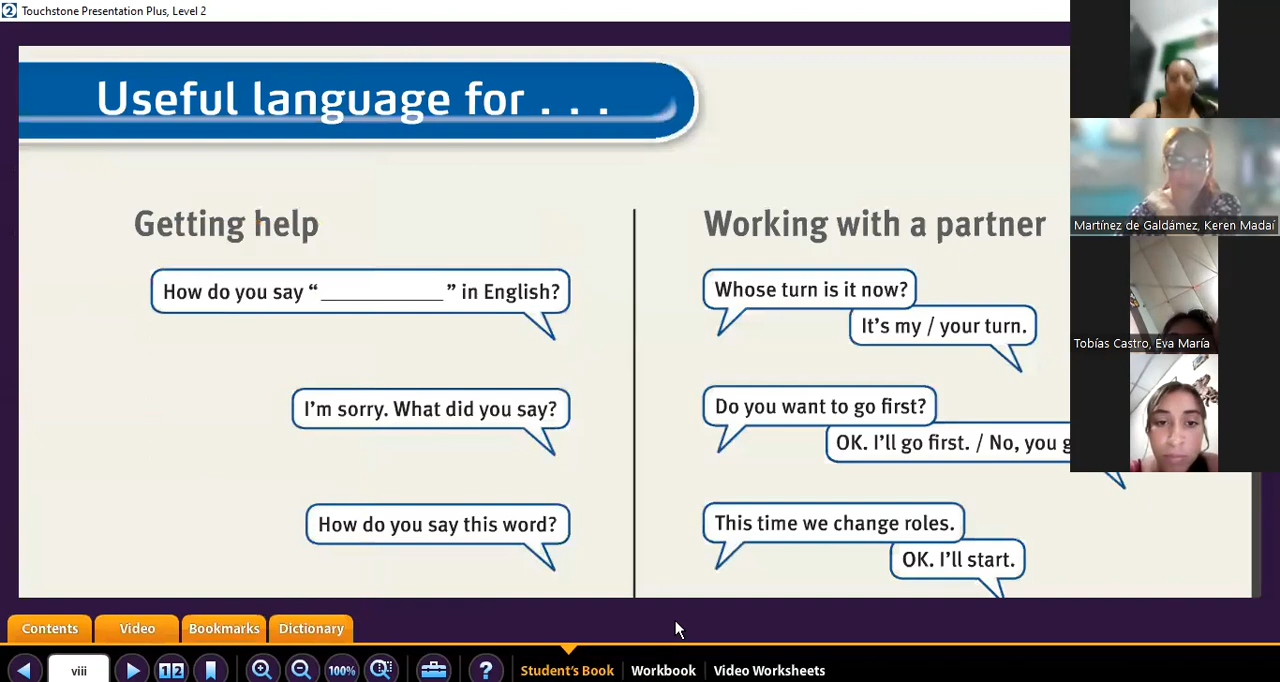 Touchstone Presentation Plus, Level 2
Useful language for . . .
Getting help
How do you say “__________” in English?
I’m sorry. What did you say?
How do you say this word?
Working with a partner
Whose turn is it now?
It’s my / your turn.
Do you want to go first?
OK. I’ll go first. / No, you
This time we change roles.
OK. I’ll start.
Martínez de Galdámez, Keren Madaí
Tobías Castro, Eva María
Contents
Video
Bookmarks
Dictionary
viii
12
100%
?
Student’s Book
Workbook
Video Worksheets